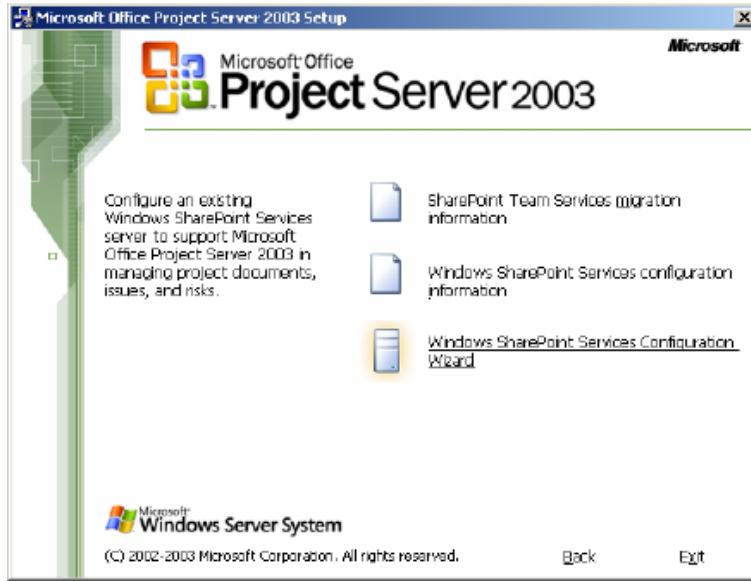 Microsoft Office Project Server 2003 Setup
Microsoft
Microsoft Office
Project Server 2003
Configure an existing
Windows SharePoint Services
server to support Microsoft
Office Project Server 2003 in
managing project documents,
issues, and risks.
SharePoint Team Services migration
information
Windows SharePoint Services configuration
information
Windows SharePoint Services Configuration
Wizard
Microsoft
Windows Server System
(C) 2002-2003 Microsoft Corporation. All rights reserved.
Back
Exit